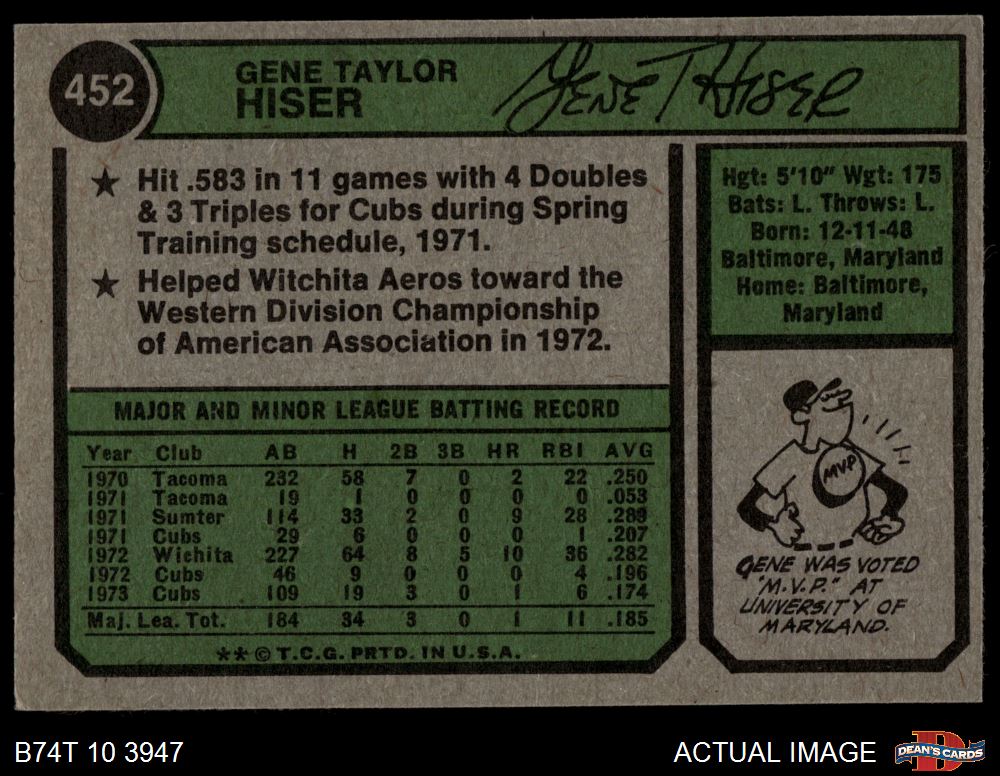 452
GENE TAYLOR
HISER
Gene T Hiser
★ Hit .583 in 11 games with 4 Doubles
& 3 Triples for Cubs during Spring
Training schedule, 1971.
★ Helped Witchita Aeros toward the
Western Division Championship
of American Association in 1972.
Hgt: 5'10" Wgt: 175
Bats: L. Throws: L.
Born: 12-11-48
Baltimore, Maryland
Home: Baltimore,
Maryland
MAJOR AND MINOR LEAGUE BATTING RECORD
Year Club AB H 2B 3B HR RBI AVG
1970 Tacoma 232 58 7 0 2 22 .250
1971 Tacoma 19 1 0 0 0 0 .053
1971 Sumter 114 33 2 0 9 28 .289
1971 Cubs 29 6 0 0 0 1 .207
1972 Wichita 227 64 8 5 10 36 .282
1972 Cubs 46 9 0 0 0 4 .196
1973 Cubs 109 19 3 0 1 6 .174
Maj. Lea. Tot. 184 34 3 0 1 11 .185
** © T.C.G. PRTD. IN U.S.A.
MVP
GENE WAS VOTED
"M.V.P." AT
UNIVERSITY OF
MARYLAND.
B74T 10 3947
ACTUAL IMAGE
D
DEAN'S CARDS